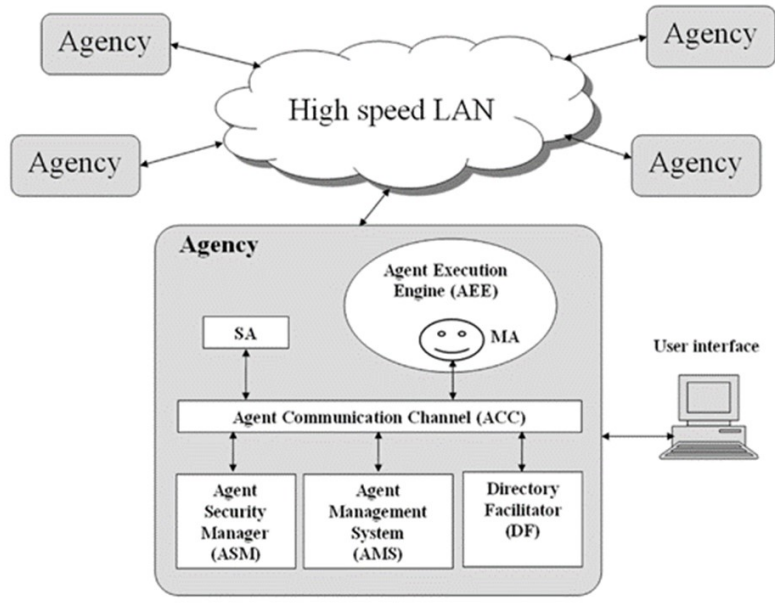 Agency
Agency
High speed LAN
Agency
Agency
Agency
Agent Execution
Engine (AEE)
SA
MA
User interface
Agent Communication Channel (ACC)
Agent
Security
Manager
(ASM)
Agent
Management
System
(AMS)
Directory
Facilitator
(DF)